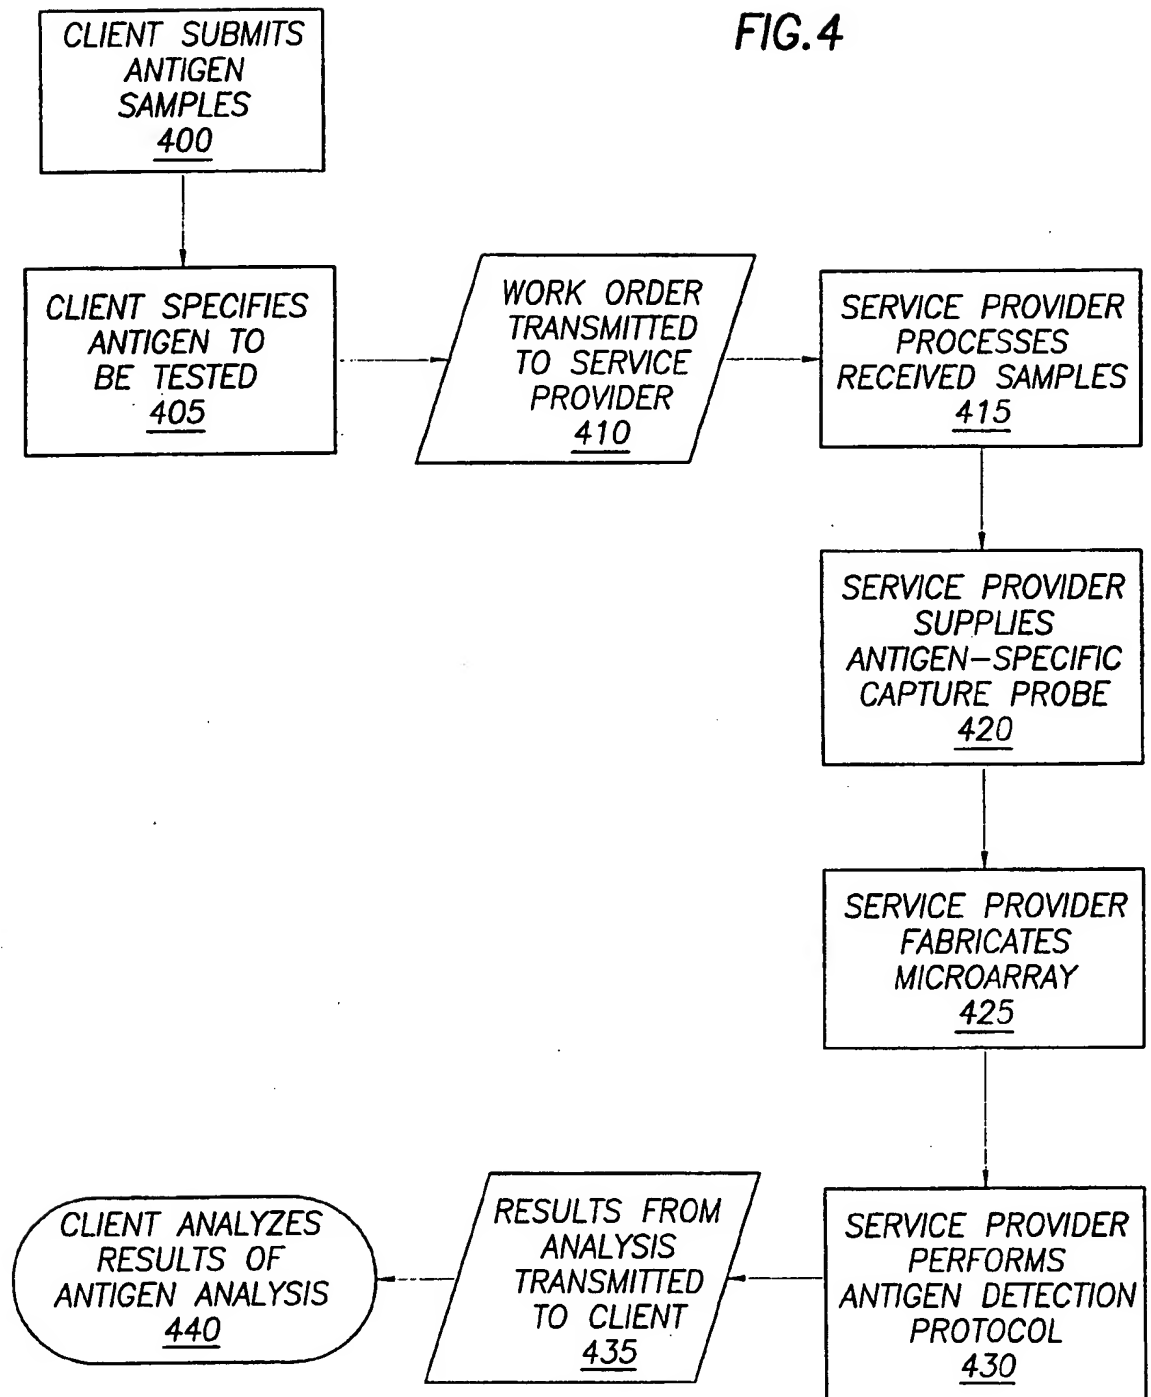 FIG. 4
CLIENT SUBMITS
ANTIGEN
SAMPLES
400
CLIENT SPECIFIES
ANTIGEN TO
BE TESTED
405
WORK ORDER
TRANSMITTED
TO SERVICE
PROVIDER
410
SERVICE PROVIDER
PROCESSES
RECEIVED SAMPLES
415
SERVICE PROVIDER
SUPPLIES
ANTIGEN-SPECIFIC
CAPTURE PROBE
420
SERVICE PROVIDER
FABRICATES
MICROARRAY
425
SERVICE PROVIDER
PERFORMS
ANTIGEN DETECTION
PROTOCOL
430
RESULTS FROM
ANALYSIS
TRANSMITTED
TO CLIENT
435
CLIENT ANALYZES
RESULTS OF
ANTIGEN ANALYSIS
440